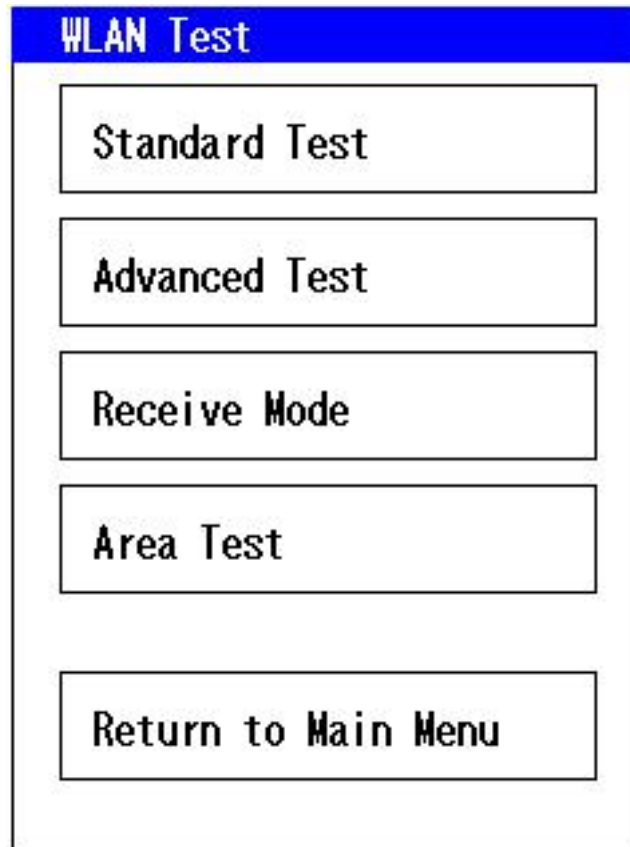 WLAN Test
Standard Test
Advanced Test
Receive Mode
Area Test
Return to Main Menu